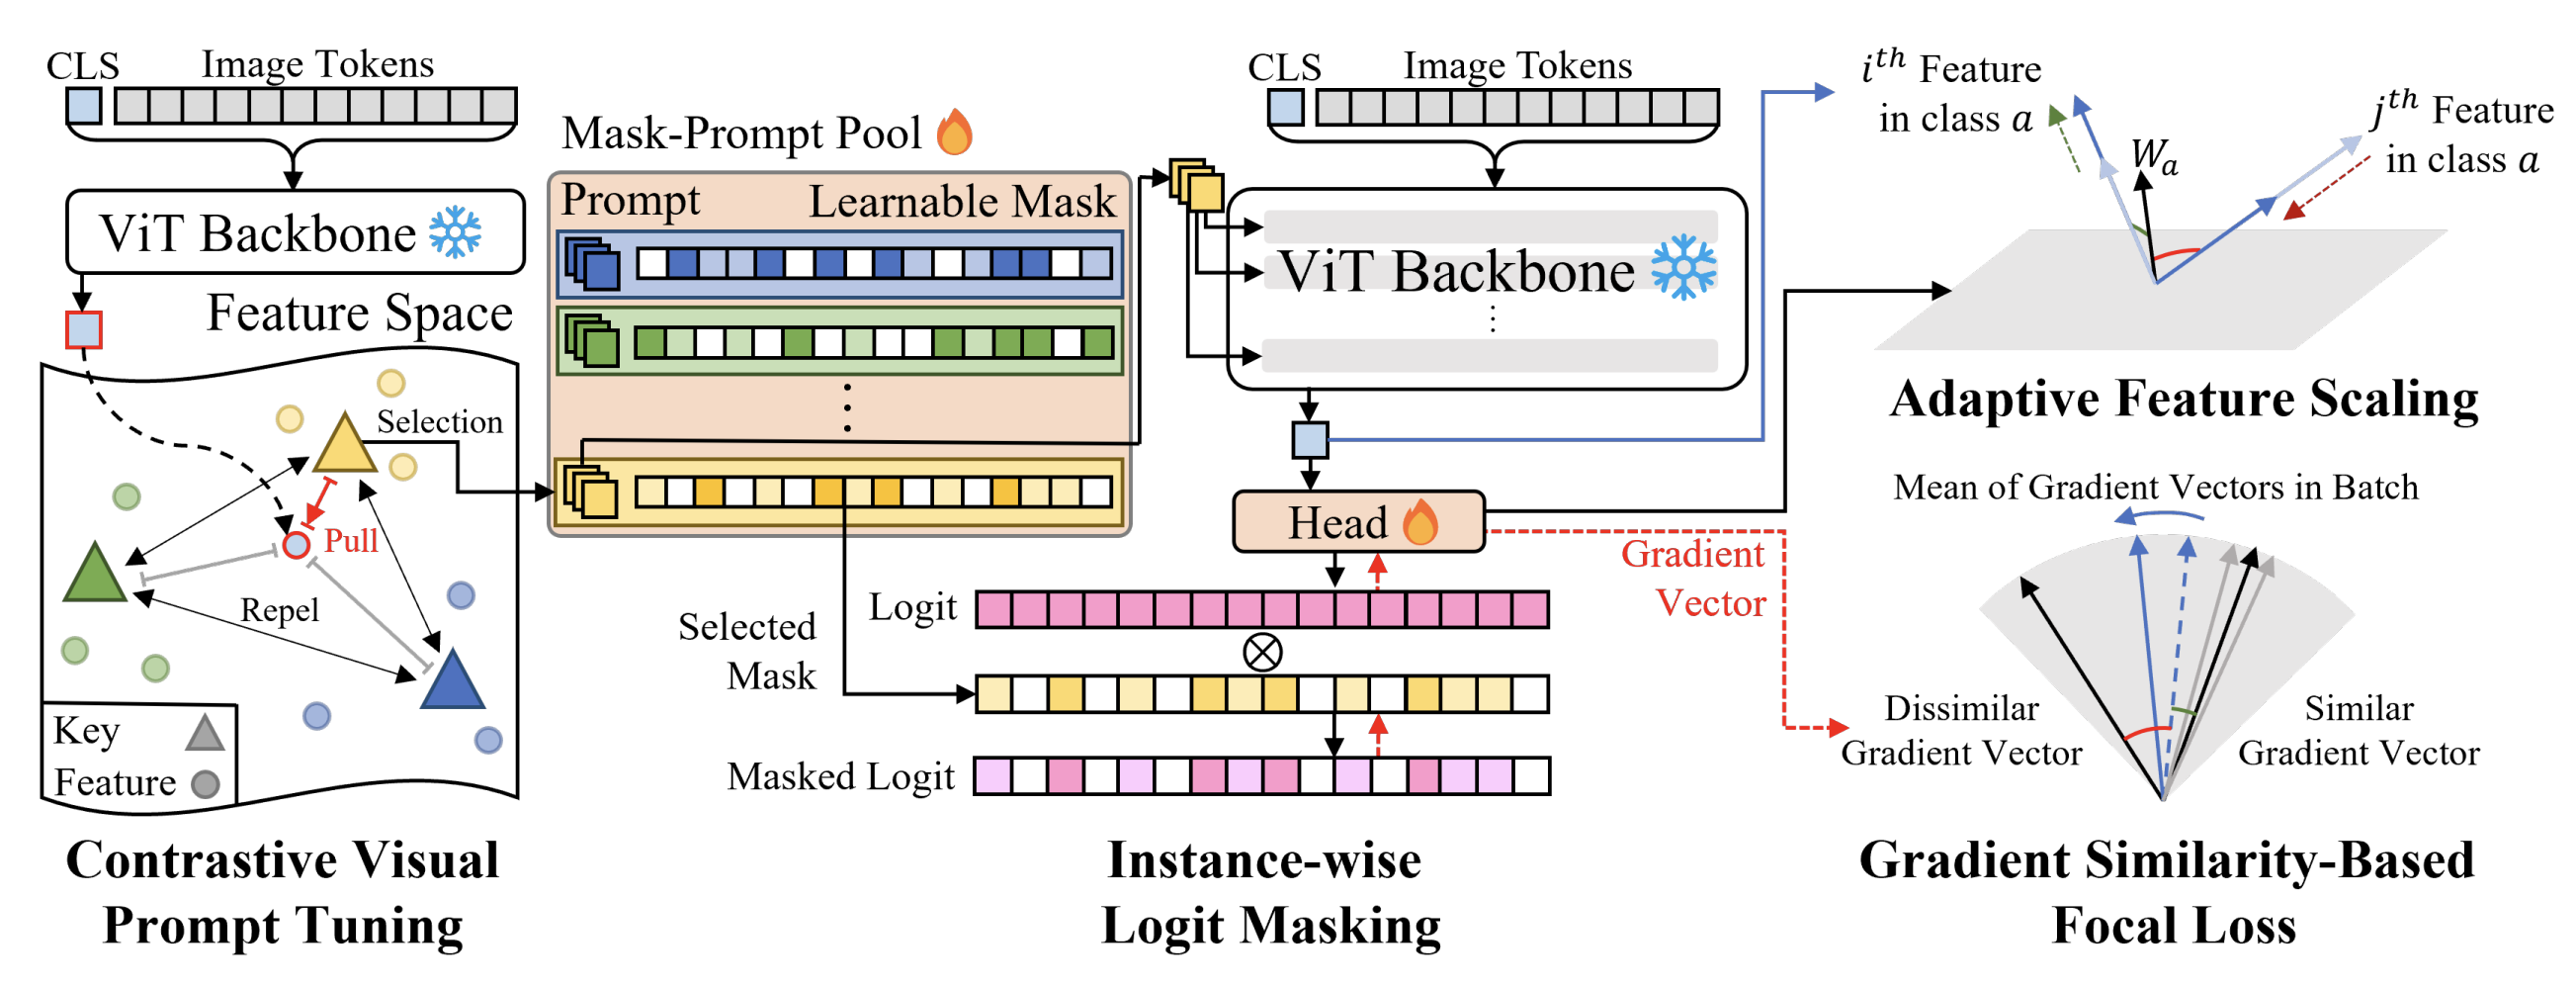 CLS
Image Tokens
ViT Backbone
Feature Space
Selection
Pull
Repel
Key
Feature
Contrastive Visual
Prompt Tuning
Mask-Prompt Pool
Prompt
Learnable Mask
CLS
Image Tokens
ViT Backbone
Head
Logit
Selected
Mask
Masked Logit
Gradient
Vector
Instance-wise
Logit Masking
i^{th} Feature
in class a
W_a
j^{th} Feature
in class a
Adaptive Feature Scaling
Mean of Gradient Vectors in Batch
Dissimilar
Gradient Vector
Similar
Gradient Vector
Gradient Similarity-Based
Focal Loss